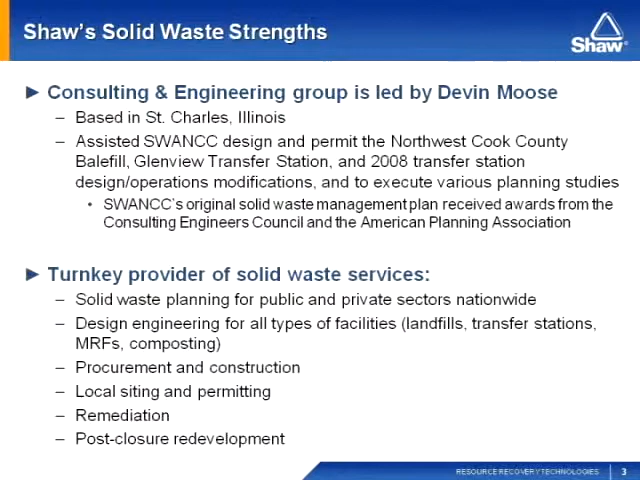 Shaw's Solid Waste Strengths
Shaw®
► Consulting & Engineering group is led by Devin Moose
– Based in St. Charles, Illinois
– Assisted SWANCC design and permit the Northwest Cook County
Balefill, Glenview Transfer Station, and 2008 transfer station
design/operations modifications, and to execute various planning studies
• SWANCC's original solid waste management plan received awards from the
Consulting Engineers Council and the American Planning Association
► Turnkey provider of solid waste services:
– Solid waste planning for public and private sectors nationwide
– Design engineering for all types of facilities (landfills, transfer stations,
MRFs, composting)
– Procurement and construction
– Local siting and permitting
– Remediation
– Post-closure redevelopment
RESOURCE RECOVERY TECHNOLOGIES 3